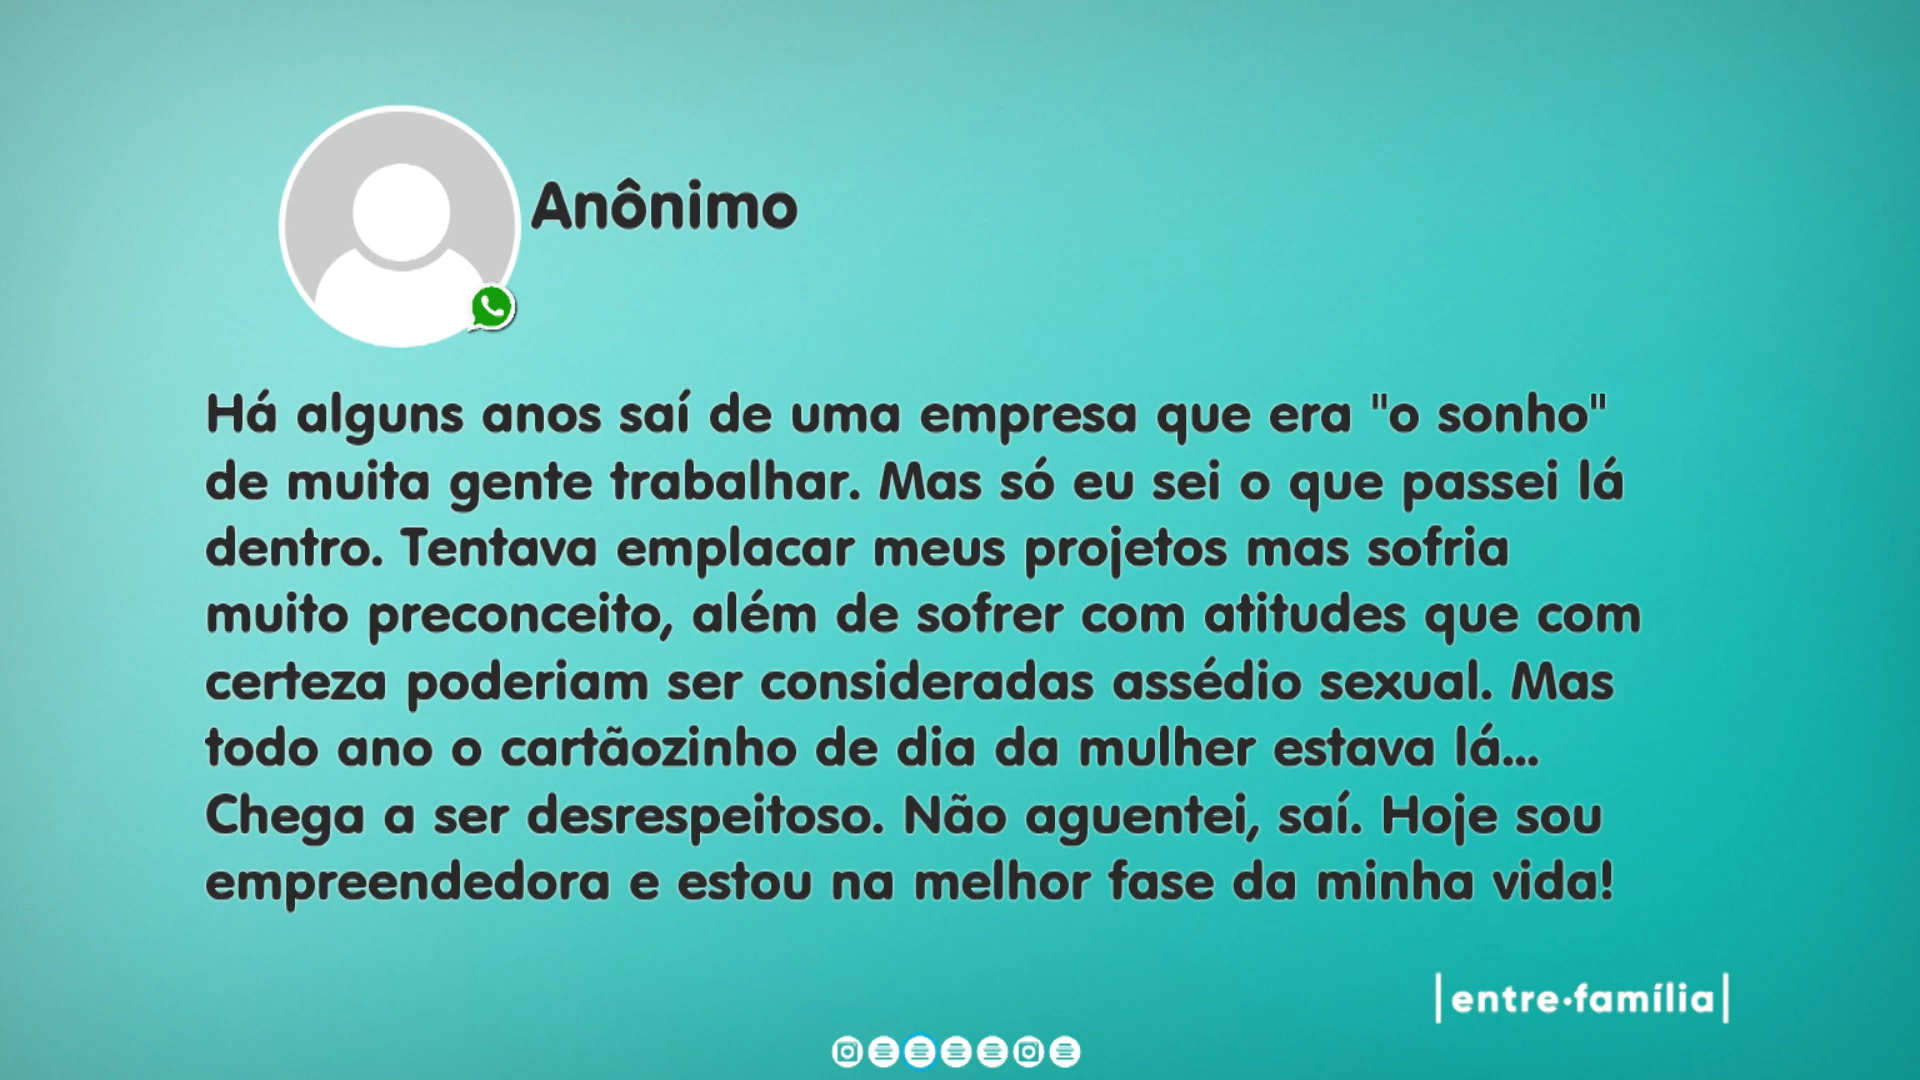 Anônimo
Há alguns anos saí de uma empresa que era "o sonho"
de muita gente trabalhar. Mas só eu sei o que passei lá
dentro. Tentava emplacar meus projetos mas sofria
muito preconceito, além de sofrer com atitudes que com
certeza poderiam ser consideradas assédio sexual. Mas
todo ano o cartãozinho de dia da mulher estava lá...
Chega a ser desrespeitoso. Não aguentei, saí. Hoje sou
empreendedora e estou na melhor fase da minha vida!
|entre•família|